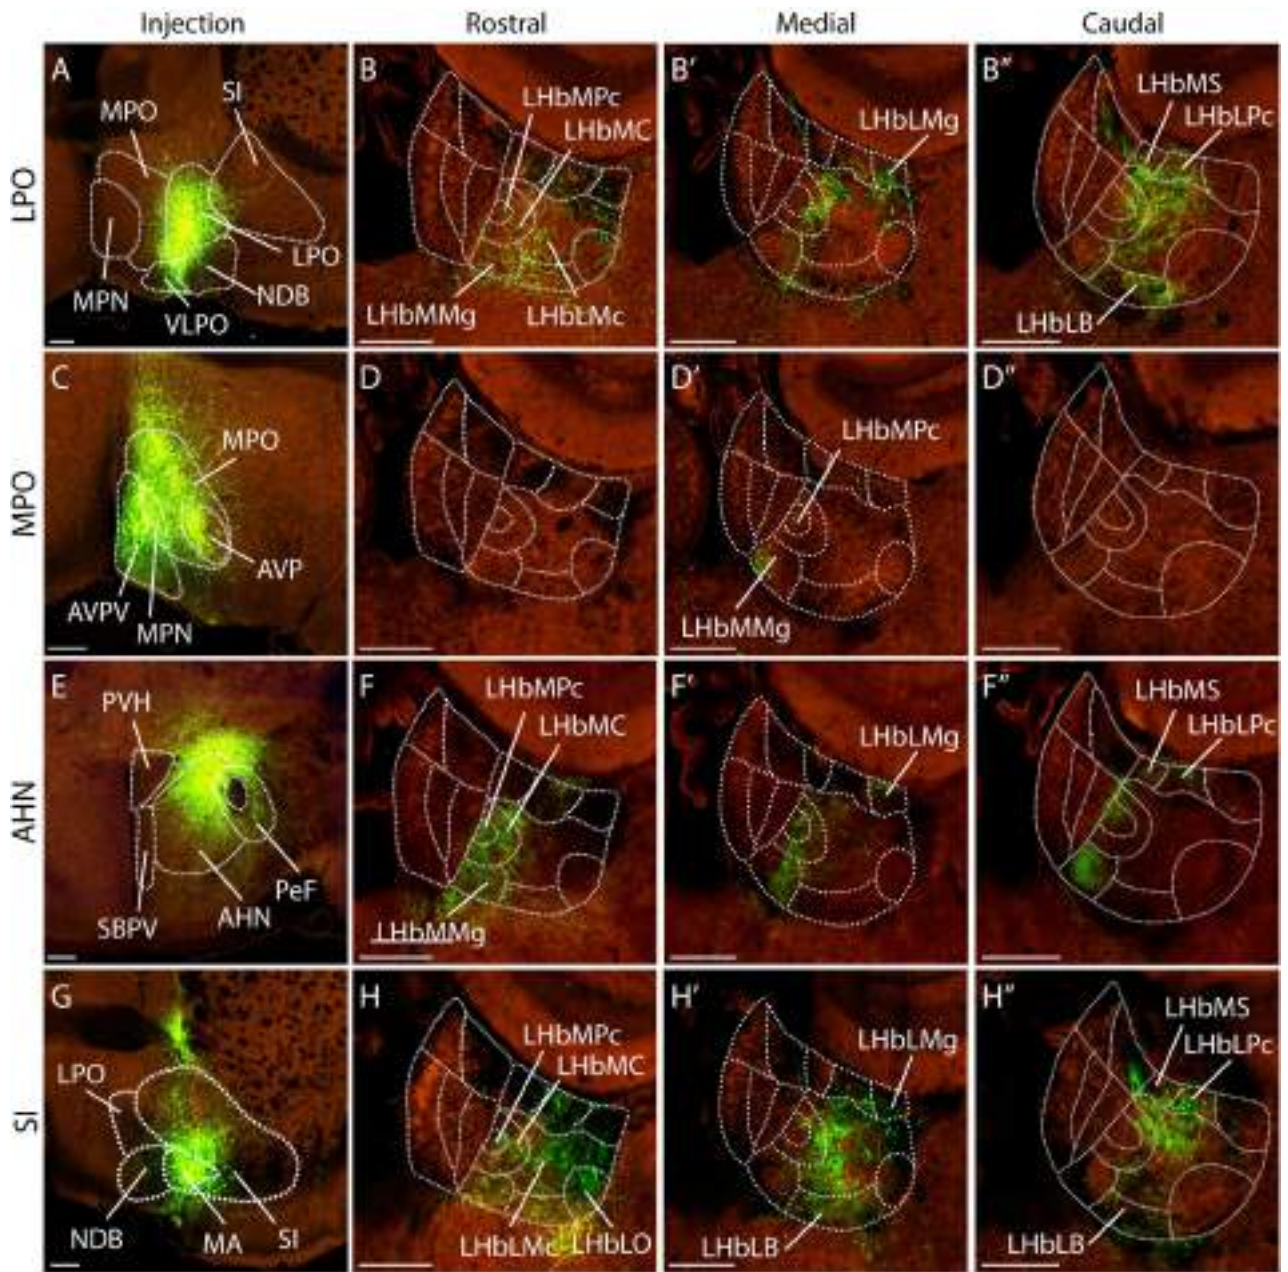 Injection Rostral Medial Caudal
LPO
A
SI
MPO
LPO
MPN
NDB
VLPO
B
LHbMPc
LHbMC
LHbMMg
LHbLMc
B'
LHbLMg
B"
LHbMS
LHbLPc
LHbLB
MPO
C
MPO
AVP
AVPV
MPN
D
D'
LHbMPc
LHbMMg
D"
AHN
E
PVH
PeF
AHN
SBPV
F
LHbMPc
LHbMC
LHbMMg
F'
LHbLMg
F"
LHbMS
LHbLPc
SI
G
LPO
NDB
MA
SI
H
LHbMPc
LHbMC
LHbLMc
LHbLO
H'
LHbLMg
LHbLB
H"
LHbMS
LHbLPc
LHbLB